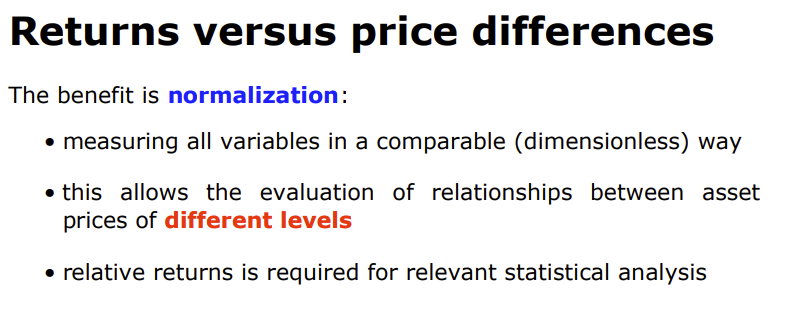 Returns versus price differences
The benefit is normalization:
• measuring all variables in a comparable (dimensionless) way
• this allows the evaluation of relationships between asset
prices of different levels
• relative returns is required for relevant statistical analysis